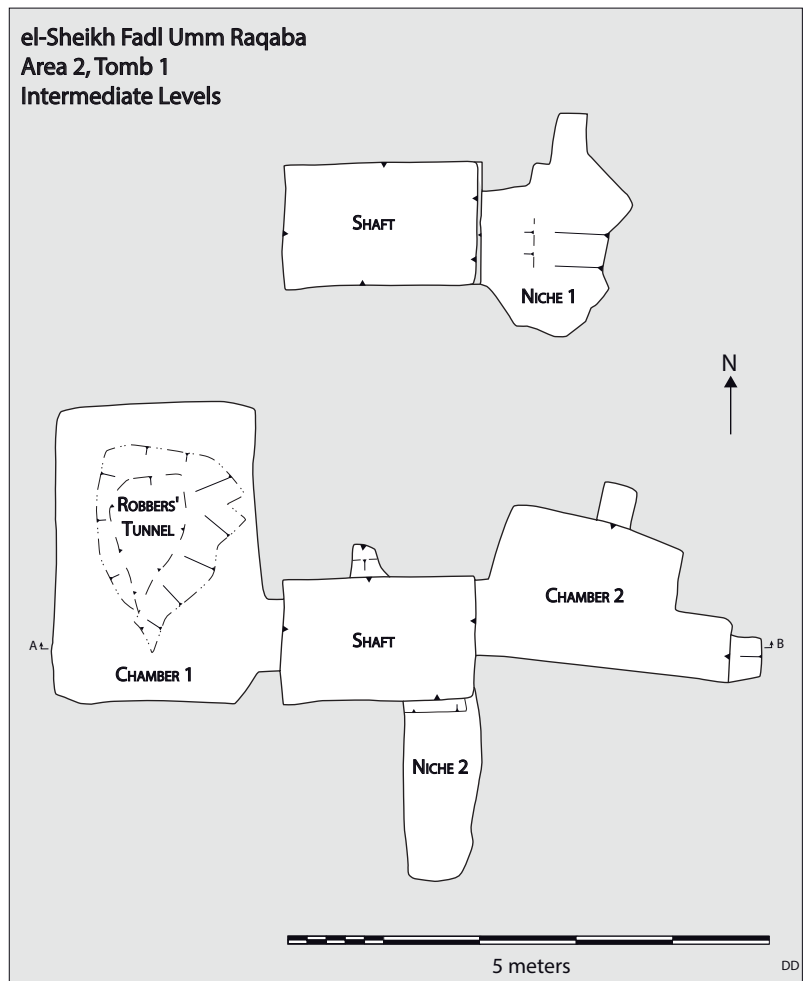 el-Sheikh Fadl Umm Raqaba
Area 2, Tomb 1
Intermediate Levels
Shaft
Niche 1
N
Robbers'
Tunnel
Chamber 2
Shaft
A
B
Chamber 1
Niche 2
5 meters
DD